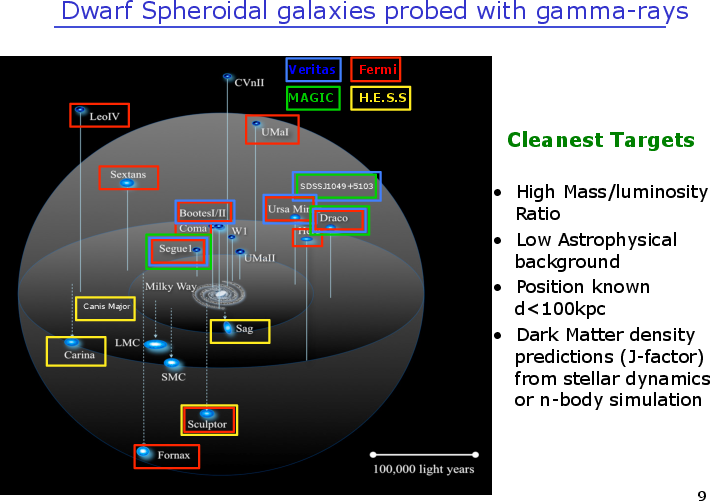 Dwarf Spheroidal galaxies probed with gamma-rays
Veritas
Fermi
MAGIC
H.E.S.S
CVnII
LeoIV
UMaI
Sextans
SDSSJ1049+5103
BootesI/II
Ursa Min
Draco
Coma
W1
Segue1
UMaII
Milky Way
Canis Major
Sag
LMC
Carina
SMC
Sculptor
Fornax
100,000 light years
Cleanest Targets
• High Mass/luminosity
Ratio
• Low Astrophysical
background
• Position known
d<100kpc
• Dark Matter density
predictions (J-factor)
from stellar dynamics
or n-body simulation
9